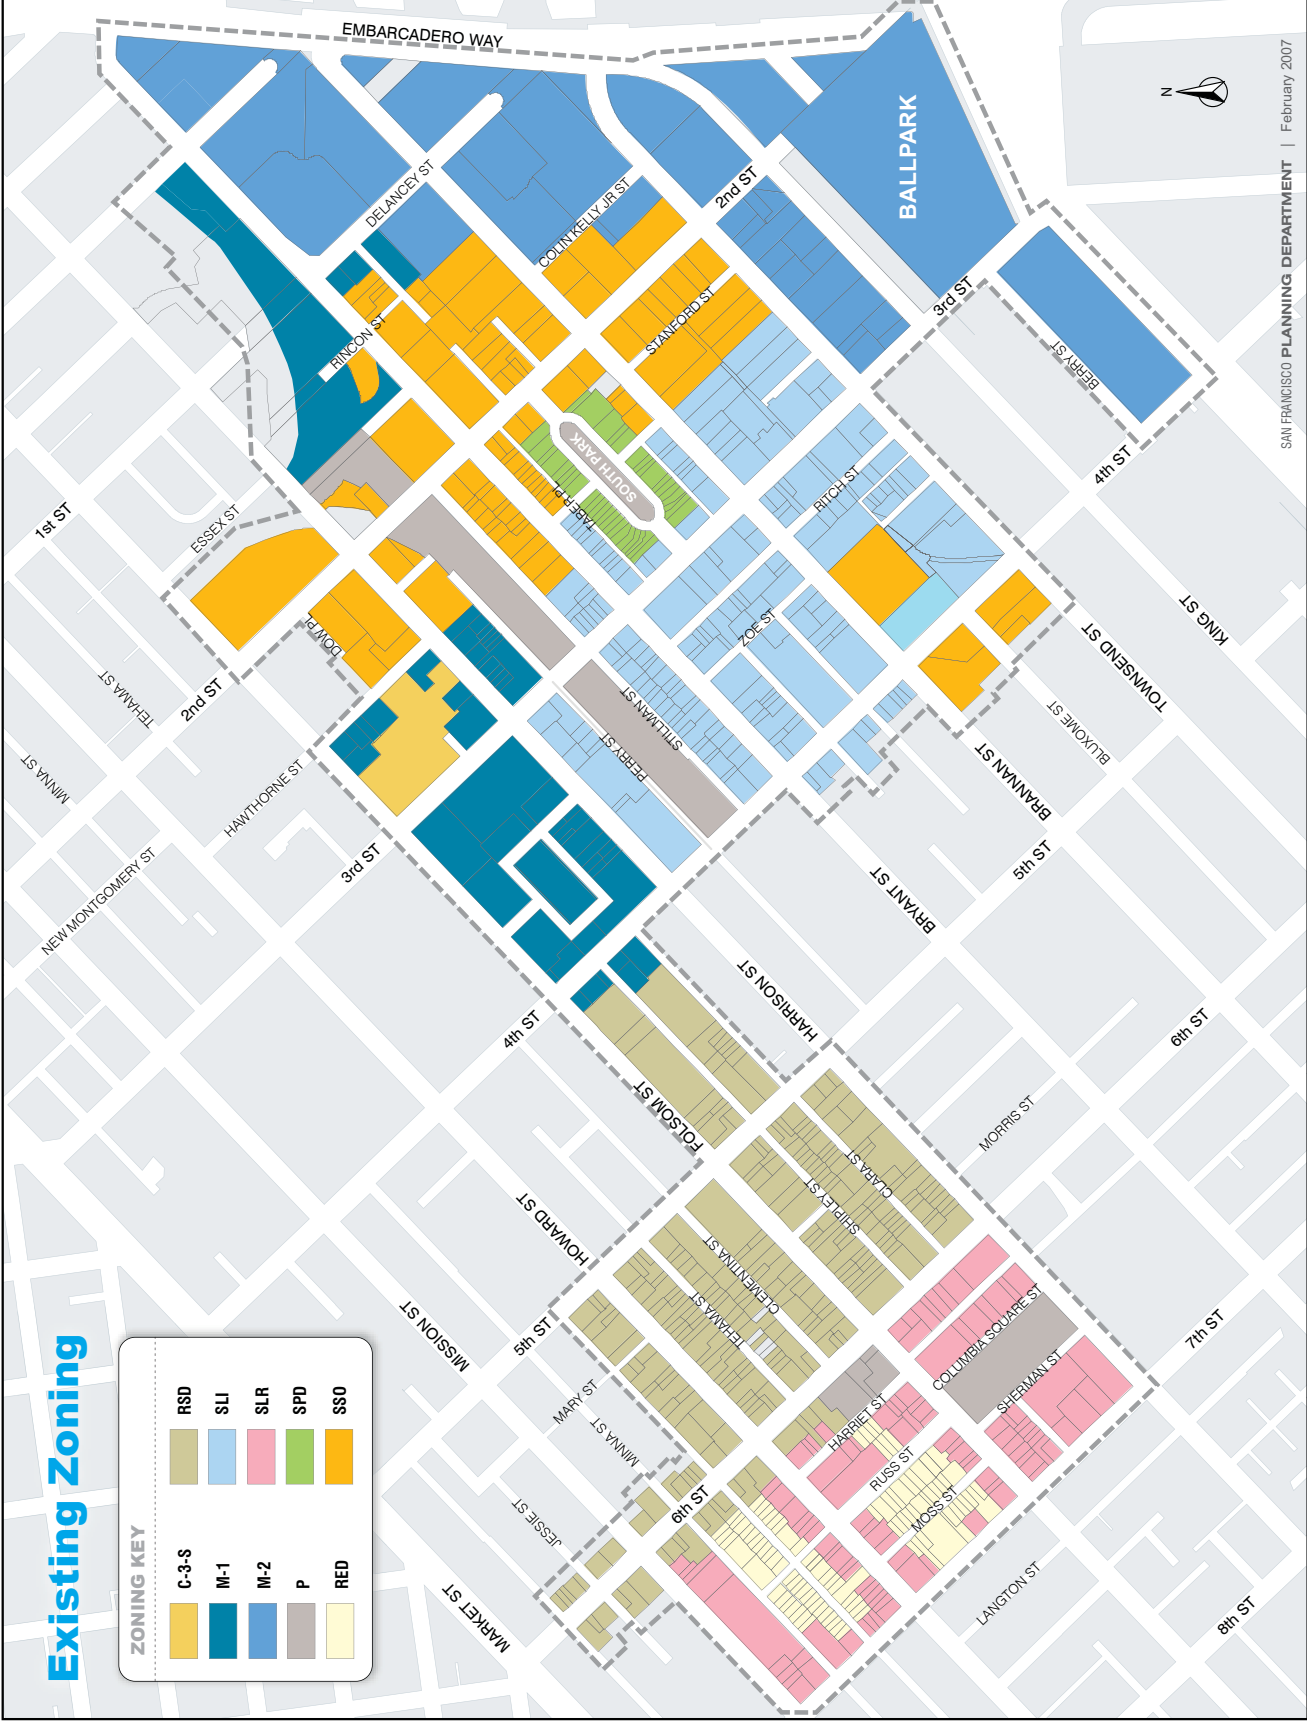 Existing Zoning
ZONING KEY
C-3-S
M-1
M-2
P
RED
RSD
SLI
SLR
SPD
SSO
EMBARCADERO WAY
BALLPARK
N
DELANCEY ST
COLIN KELLY JR ST
2nd ST
3rd ST
RINCON ST
STANFORD ST
BERRY ST
4th ST
SOUTH PARK
TABER PL
RITCH ST
1st ST
ESSEX ST
DOW PL
ZOE ST
KING ST
TOWNSEND ST
TEHAMA ST
2nd ST
STILLMAN ST
PERRY ST
BLUXOME ST
BRANNAN ST
MINNA ST
HAWTHORNE ST
3rd ST
NEW MONTGOMERY ST
5th ST
BRYANT ST
HARRISON ST
4th ST
6th ST
FOLSOM ST
MORRIS ST
CLARA ST
SHIPLEY ST
HOWARD ST
CLEMENTINA ST
TEHAMA ST
MISSION ST
5th ST
COLUMBIA SQUARE ST
SHERMAN ST
7th ST
MARY ST
MINNA ST
HARRIET ST
RUSS ST
MOSS ST
6th ST
JESSIE ST
LANGTON ST
MARKET ST
8th ST
SAN FRANCISCO PLANNING DEPARTMENT | February 2007